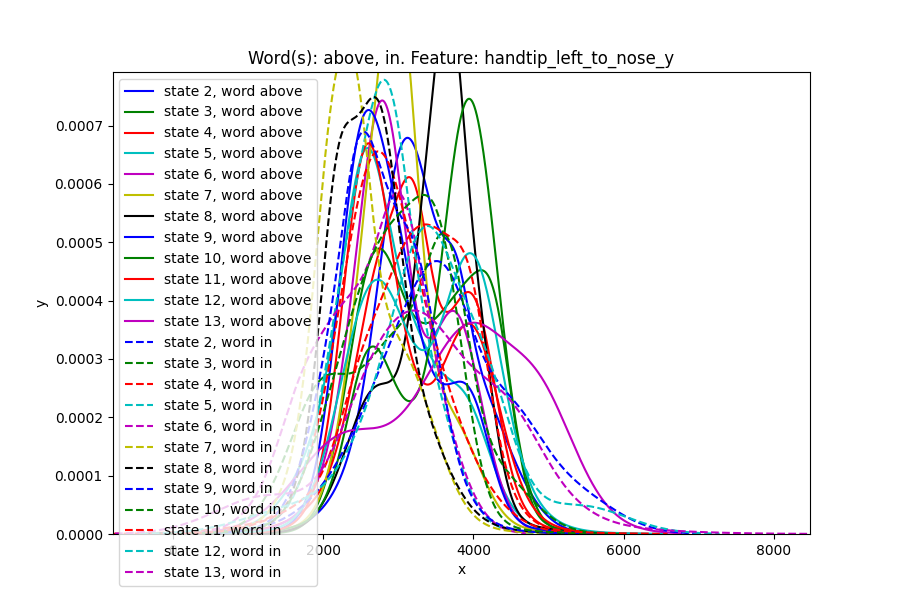 Word(s): above, in. Feature: handtip_left_to_nose_y
y
0.0007
0.0006
0.0005
0.0004
0.0003
0.0002
0.0001
0.0000
state 2, word above
state 3, word above
state 4, word above
state 5, word above
state 6, word above
state 7, word above
state 8, word above
state 9, word above
state 10, word above
state 11, word above
state 12, word above
state 13, word above
state 2, word in
state 3, word in
state 4, word in
state 5, word in
state 6, word in
state 7, word in
state 8, word in
state 9, word in
state 10, word in
state 11, word in
state 12, word in
state 13, word in
2000 4000 6000 8000
x